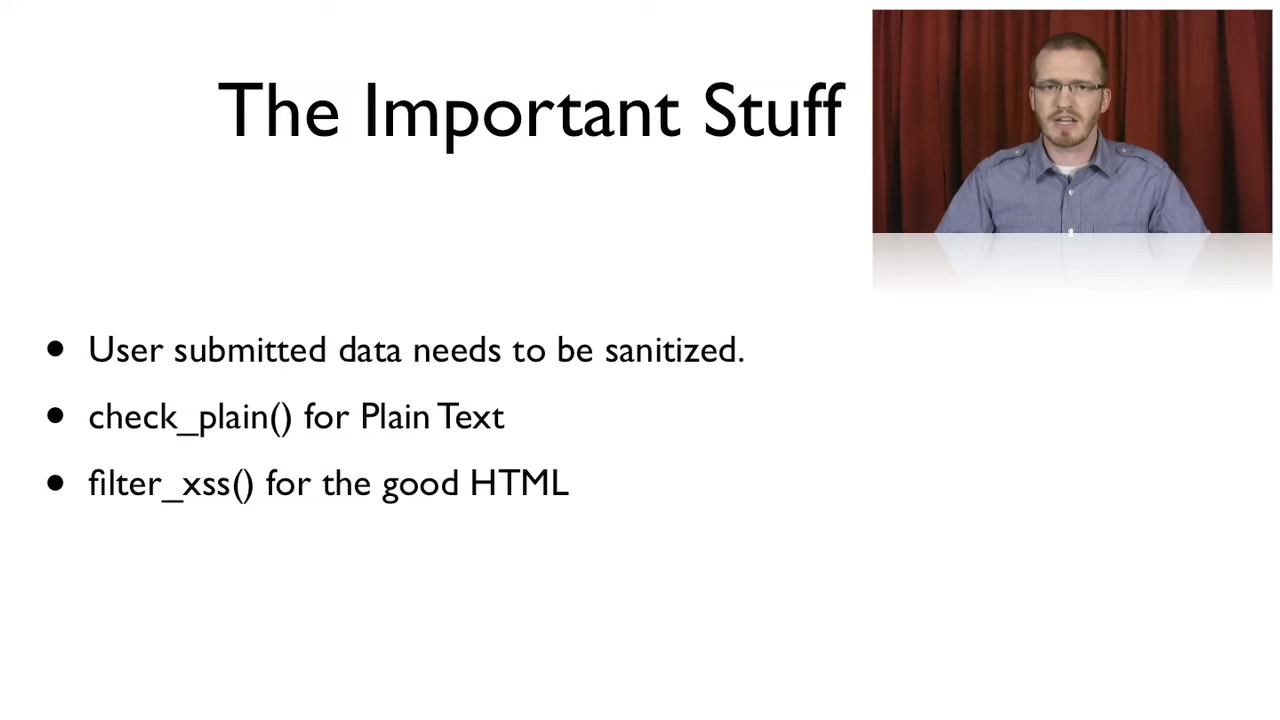 The Important Stuff
• User submitted data needs to be sanitized.
• check_plain() for Plain Text
• filter_xss() for the good HTML